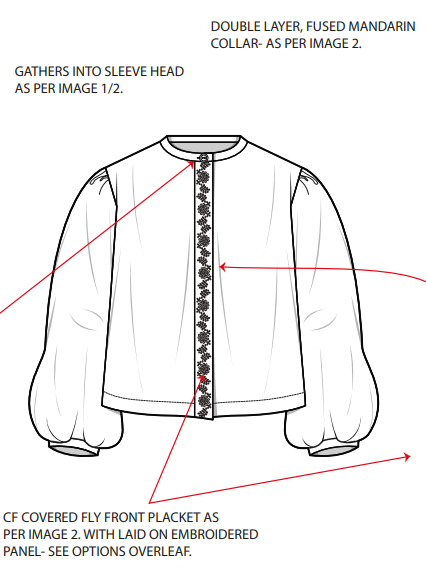 DOUBLE LAYER, FUSED MANDARIN
COLLAR- AS PER IMAGE 2.
GATHERS INTO SLEEVE HEAD
AS PER IMAGE 1/2.
CF COVERED FLY FRONT PLACKET AS
PER IMAGE 2. WITH LAID ON EMBROIDERED
PANEL- SEE OPTIONS OVERLEAF.